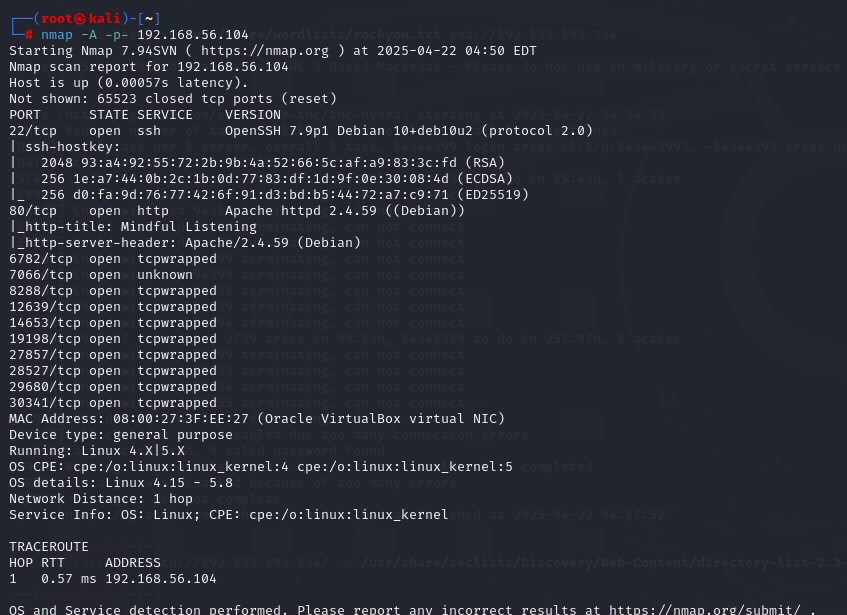 ┌──(root㉿kali)-[~]
└─# nmap -A -p- 192.168.56.104
Starting Nmap 7.94SVN ( https://nmap.org ) at 2025-04-22 04:50 EDT
Nmap scan report for 192.168.56.104
Host is up (0.00057s latency).
Not shown: 65523 closed tcp ports (reset)
PORT      STATE SERVICE    VERSION
22/tcp    open  ssh        OpenSSH 7.9p1 Debian 10+deb10u2 (protocol 2.0)
| ssh-hostkey:
|   2048 93:a4:92:55:72:2b:9b:4a:52:66:5c:af:a9:83:3c:fd (RSA)
|   256 1e:a7:44:0b:2c:1b:0d:77:83:df:1d:9f:0e:30:08:4d (ECDSA)
|_  256 d0:fa:9d:76:77:42:6f:91:d3:bd:b5:44:72:a7:c9:71 (ED25519)
80/tcp    open  http       Apache httpd 2.4.59 ((Debian))
|_http-title: Mindful Listening
|_http-server-header: Apache/2.4.59 (Debian)
6782/tcp  open  tcpwrapped
7066/tcp  open  unknown
8288/tcp  open  tcpwrapped
12639/tcp open  tcpwrapped
14653/tcp open  tcpwrapped
19198/tcp open  tcpwrapped
27857/tcp open  tcpwrapped
28527/tcp open  tcpwrapped
29680/tcp open  tcpwrapped
30341/tcp open  tcpwrapped
MAC Address: 08:00:27:3F:EE:27 (Oracle VirtualBox virtual NIC)
Device type: general purpose
Running: Linux 4.X|5.X
OS CPE: cpe:/o:linux:linux_kernel:4 cpe:/o:linux:linux_kernel:5
OS details: Linux 4.15 - 5.8
Network Distance: 1 hop
Service Info: OS: Linux; CPE: cpe:/o:linux:linux_kernel

TRACEROUTE
HOP RTT     ADDRESS
1   0.57 ms 192.168.56.104

OS and Service detection performed. Please report any incorrect results at https://nmap.org/submit/ .